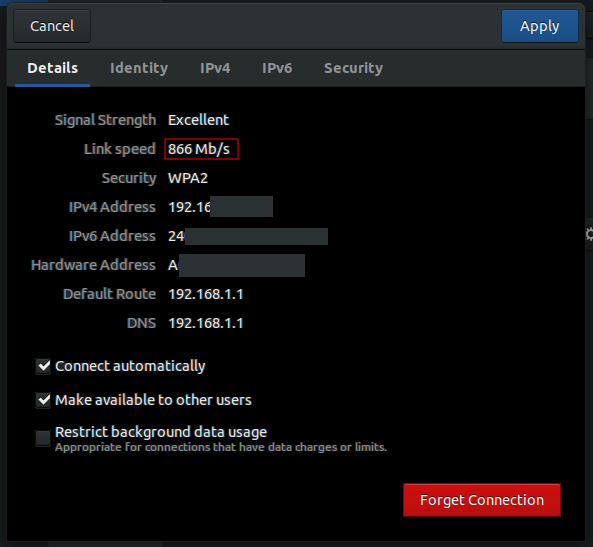 Cancel Apply
Details Identity IPv4 IPv6 Security
Signal Strength Excellent
Link speed 866 Mb/s
Security WPA2
IPv4 Address 192.16
IPv6 Address 24
Hardware Address A
Default Route 192.168.1.1
DNS 192.168.1.1
Connect automatically
Make available to other users
Restrict background data usage
Appropriate for connections that have data charges or limits.
Forget Connection